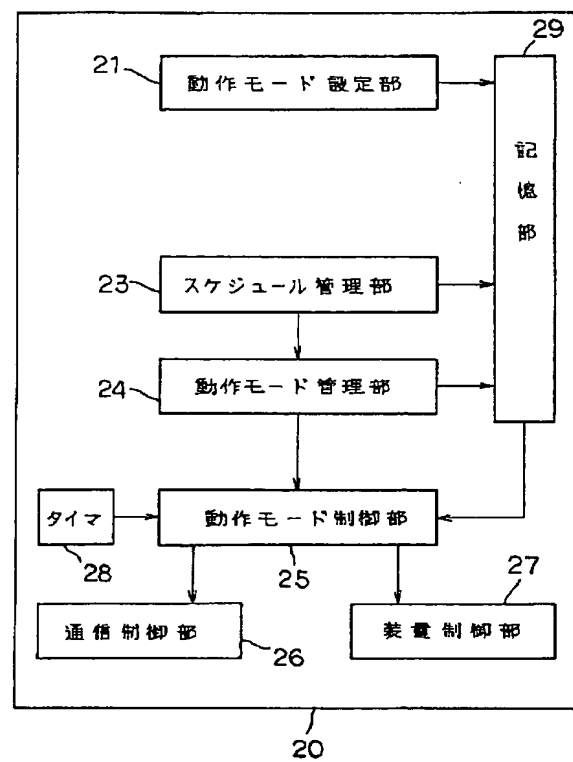 29
21
動作モード設定部
記憶部
23
スケジュール管理部
24
動作モード管理部
タイマ
動作モード制御部
28
25
27
通信制御部
26
装置制御部
20